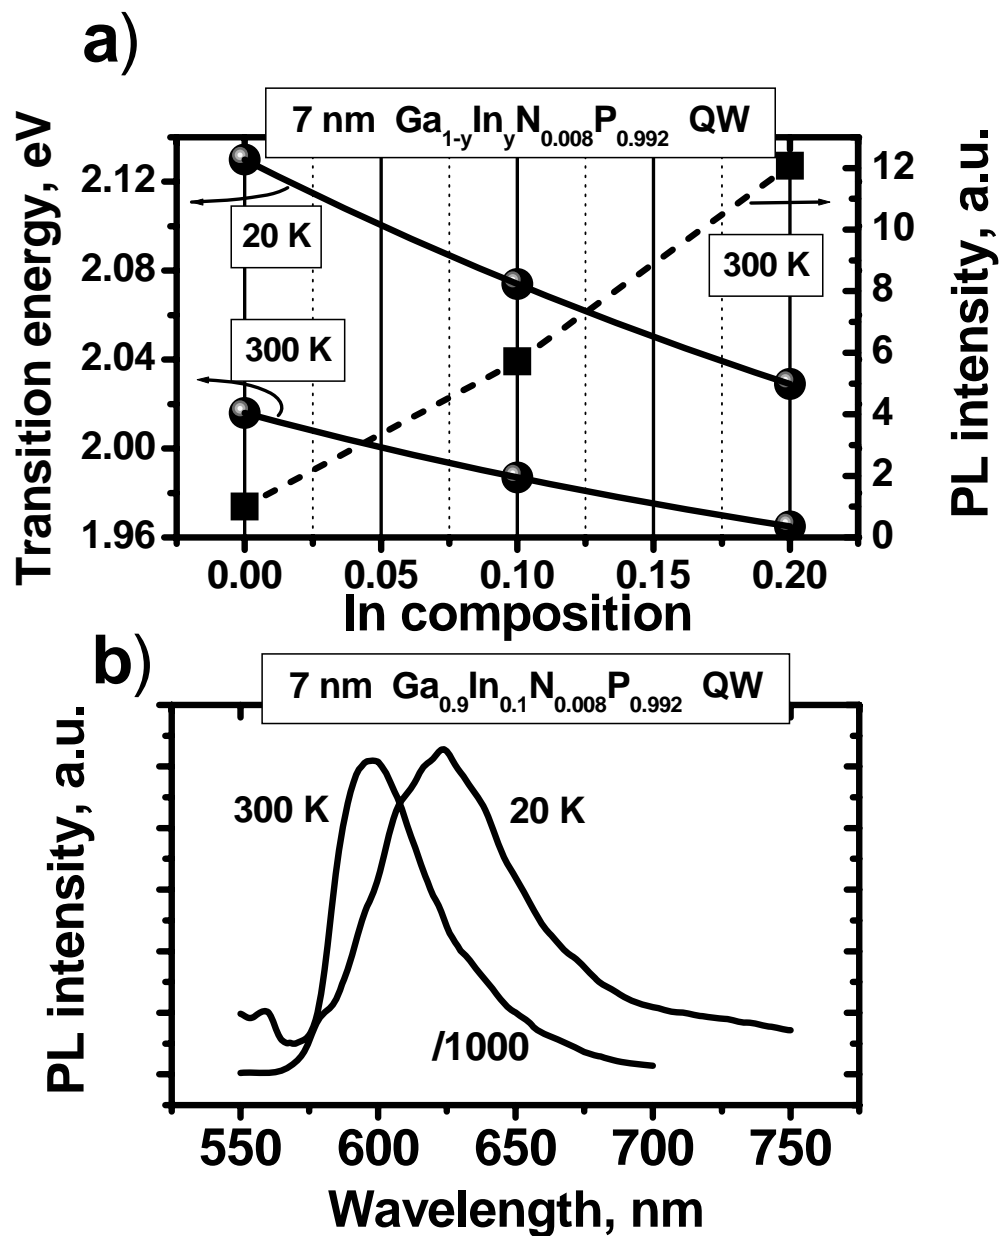 a)
7 nm Ga1-yInyN0.008P0.992 QW
Transition energy, eV
2.12
2.08
2.04
2.00
1.96
20 K
300 K
300 K
12
10
8
6
4
2
0
PL intensity, a.u.
0.00 0.05 0.10 0.15 0.20
In composition
b)
7 nm Ga0.9In0.1N0.008P0.992 QW
PL intensity, a.u.
300 K
20 K
/1000
550 600 650 700 750
Wavelength, nm